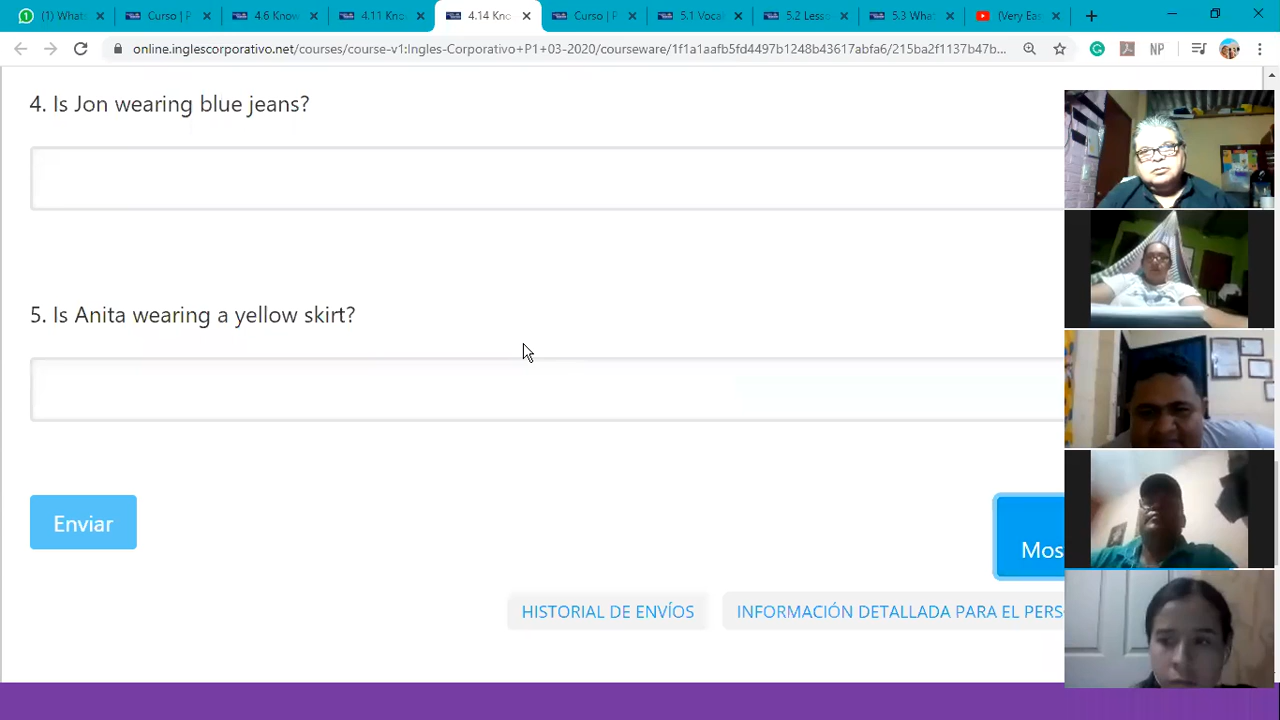 (1) Whats
Curso | P
4.6 Know
4.11 Kno
4.14 Kno
Curso | P
5.1 Voca
5.2 Less
5.3 What
(Very Eas
online.inglescorporativo.net/courses/course-v1:Ingles-Corporativo+P1+03-2020/courseware/1f1a1aafb5fd4497b1248b43617abfa6/215ba2f1137b47b...
NP
4. Is Jon wearing blue jeans?
5. Is Anita wearing a yellow skirt?
Enviar
Mos
HISTORIAL DE ENVÍOS
INFORMACIÓN DETALLADA PARA EL PERS